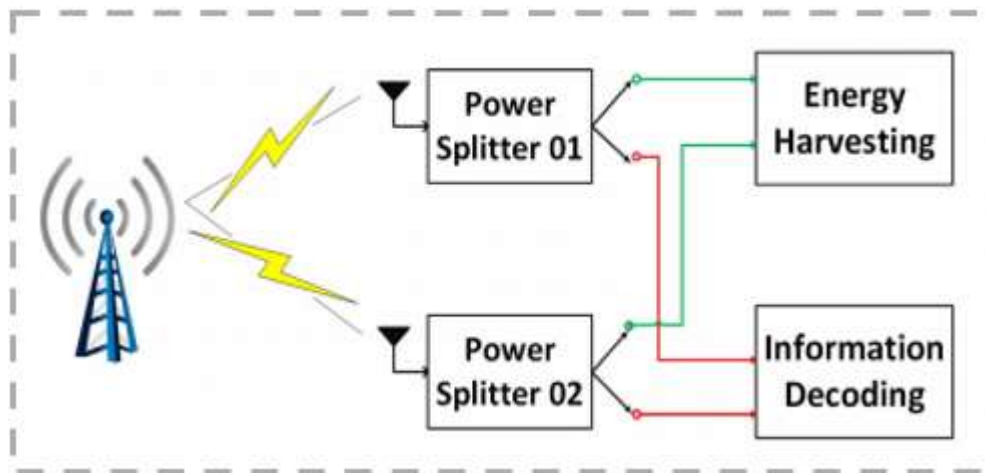 Power
Splitter 01
Energy
Harvesting
Power
Splitter 02
Information
Decoding